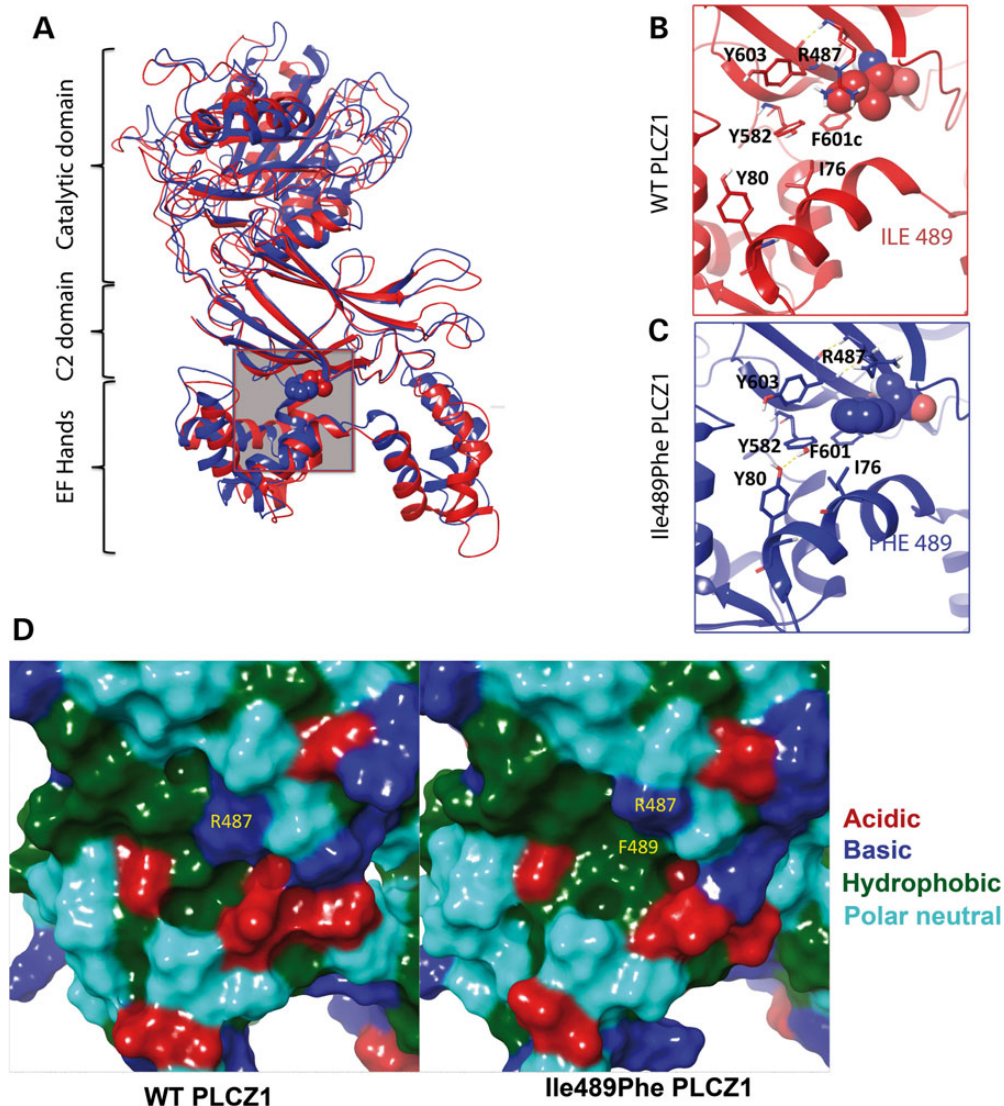 A
Catalytic domain
C2 domain
EF Hands
B
WT PLCZ1
Y603
R487
Y582
F601c
I76
Y80
ILE 489
C
Ile489Phe PLCZ1
R487
Y603
Y582
F601
Y80
I76
PHE 489
D
R487
R487
F489
Acidic
Basic
Hydrophobic
Polar neutral
WT PLCZ1
Ile489Phe PLCZ1